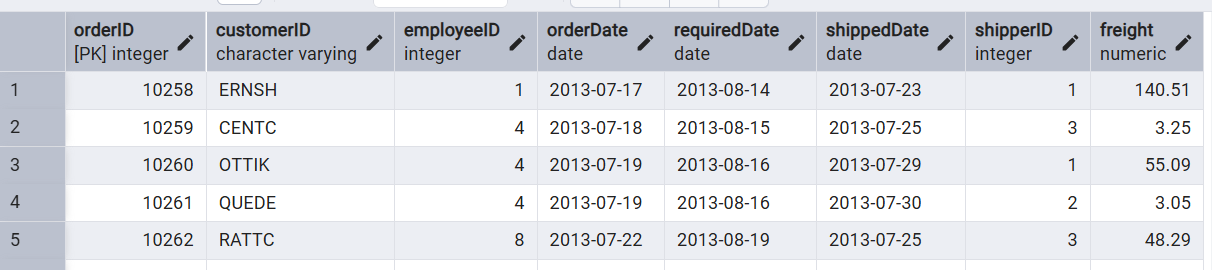 orderID customerID employeeID orderDate requiredDate shippedDate shipperID freight
[PK] integer character varying integer date date date integer numeric
1 10258 ERNSH 1 2013-07-17 2013-08-14 2013-07-23 1 140.51
2 10259 CENTC 4 2013-07-18 2013-08-15 2013-07-25 3 3.25
3 10260 OTTIK 4 2013-07-19 2013-08-16 2013-07-29 1 55.09
4 10261 QUEDE 4 2013-07-19 2013-08-16 2013-07-30 2 3.05
5 10262 RATTC 8 2013-07-22 2013-08-19 2013-07-25 3 48.29